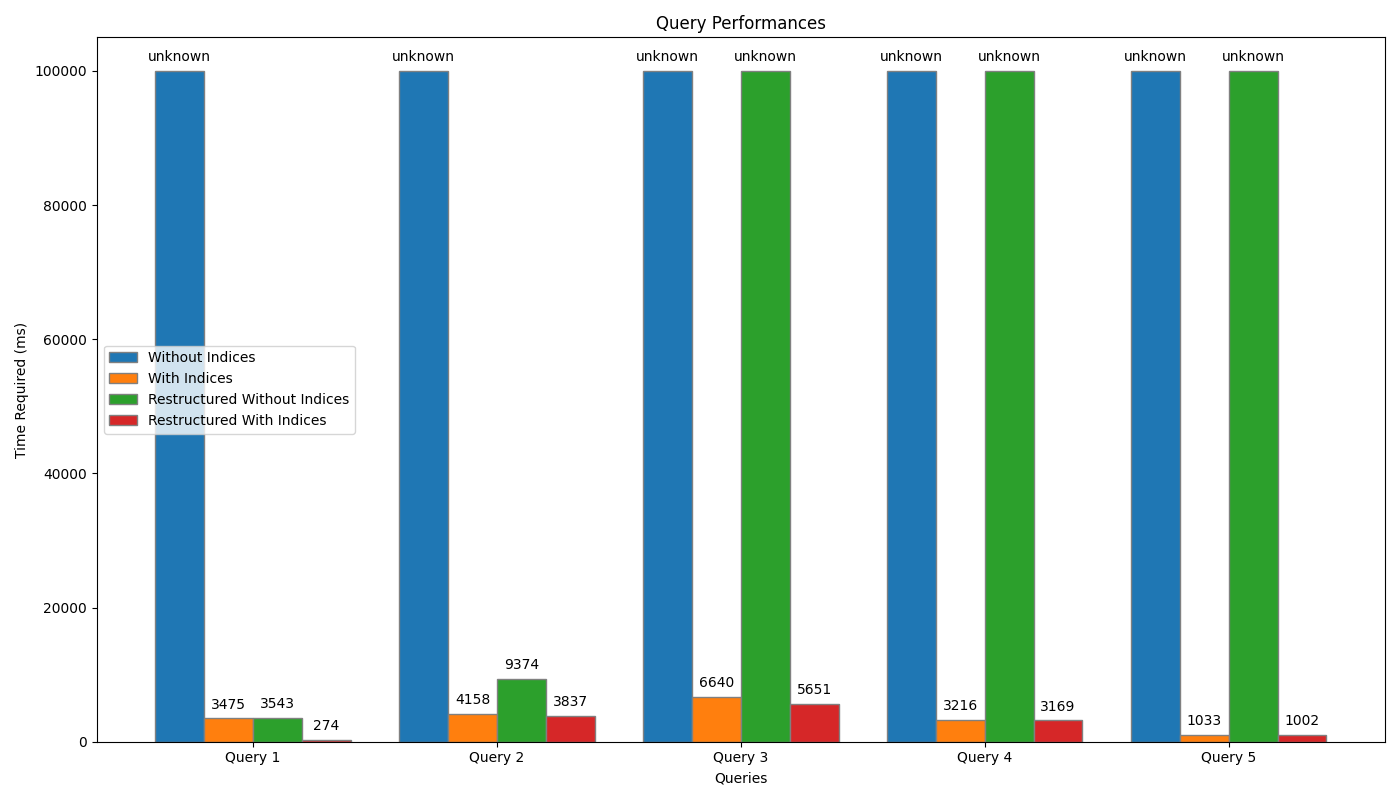 Query Performances
unknown unknown unknown unknown unknown unknown unknown unknown
100000
80000
60000
40000
20000
0
Time Required (ms)
Without Indices
With Indices
Restructured Without Indices
Restructured With Indices
3475 3543 274
4158 9374 3837
6640 5651
3216 3169
1033 1002
Query 1 Query 2 Query 3 Query 4 Query 5
Queries